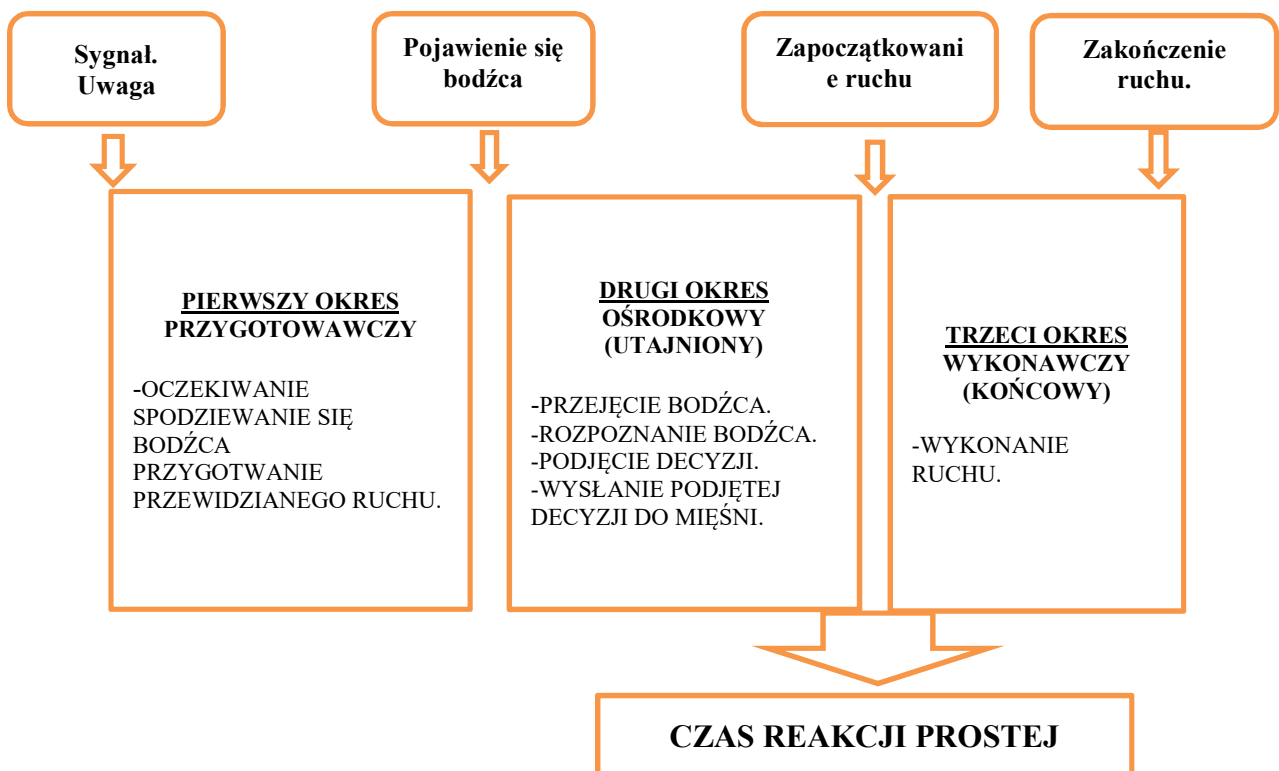 Sygnał.
Uwaga
Pojawienie się
bodźca
Zapoczątkowani
e ruchu
Zakończenie
ruchu.
PIERWSZY OKRES
PRZYGOTOWAWCZY
-OCZEKIWANIE
SPODZIEWANIE SIĘ
BODŹCA
PRZYGOTWANIE
PRZEWIDZIANEGO RUCHU.
DRUGI OKRES
OŚRODKOWY
(UTAJNIONY)
-PRZEJĘCIE BODŹCA.
-ROZPOZNANIE BODŹCA.
-PODJĘCIE DECYZJI.
-WYSŁANIE PODJĘTEJ
DECYZJI DO MIĘŚNI.
TRZECI OKRES
WYKONAWCZY
(KOŃCOWY)
-WYKONANIE
RUCHU.
CZAS REAKCJI PROSTEJ